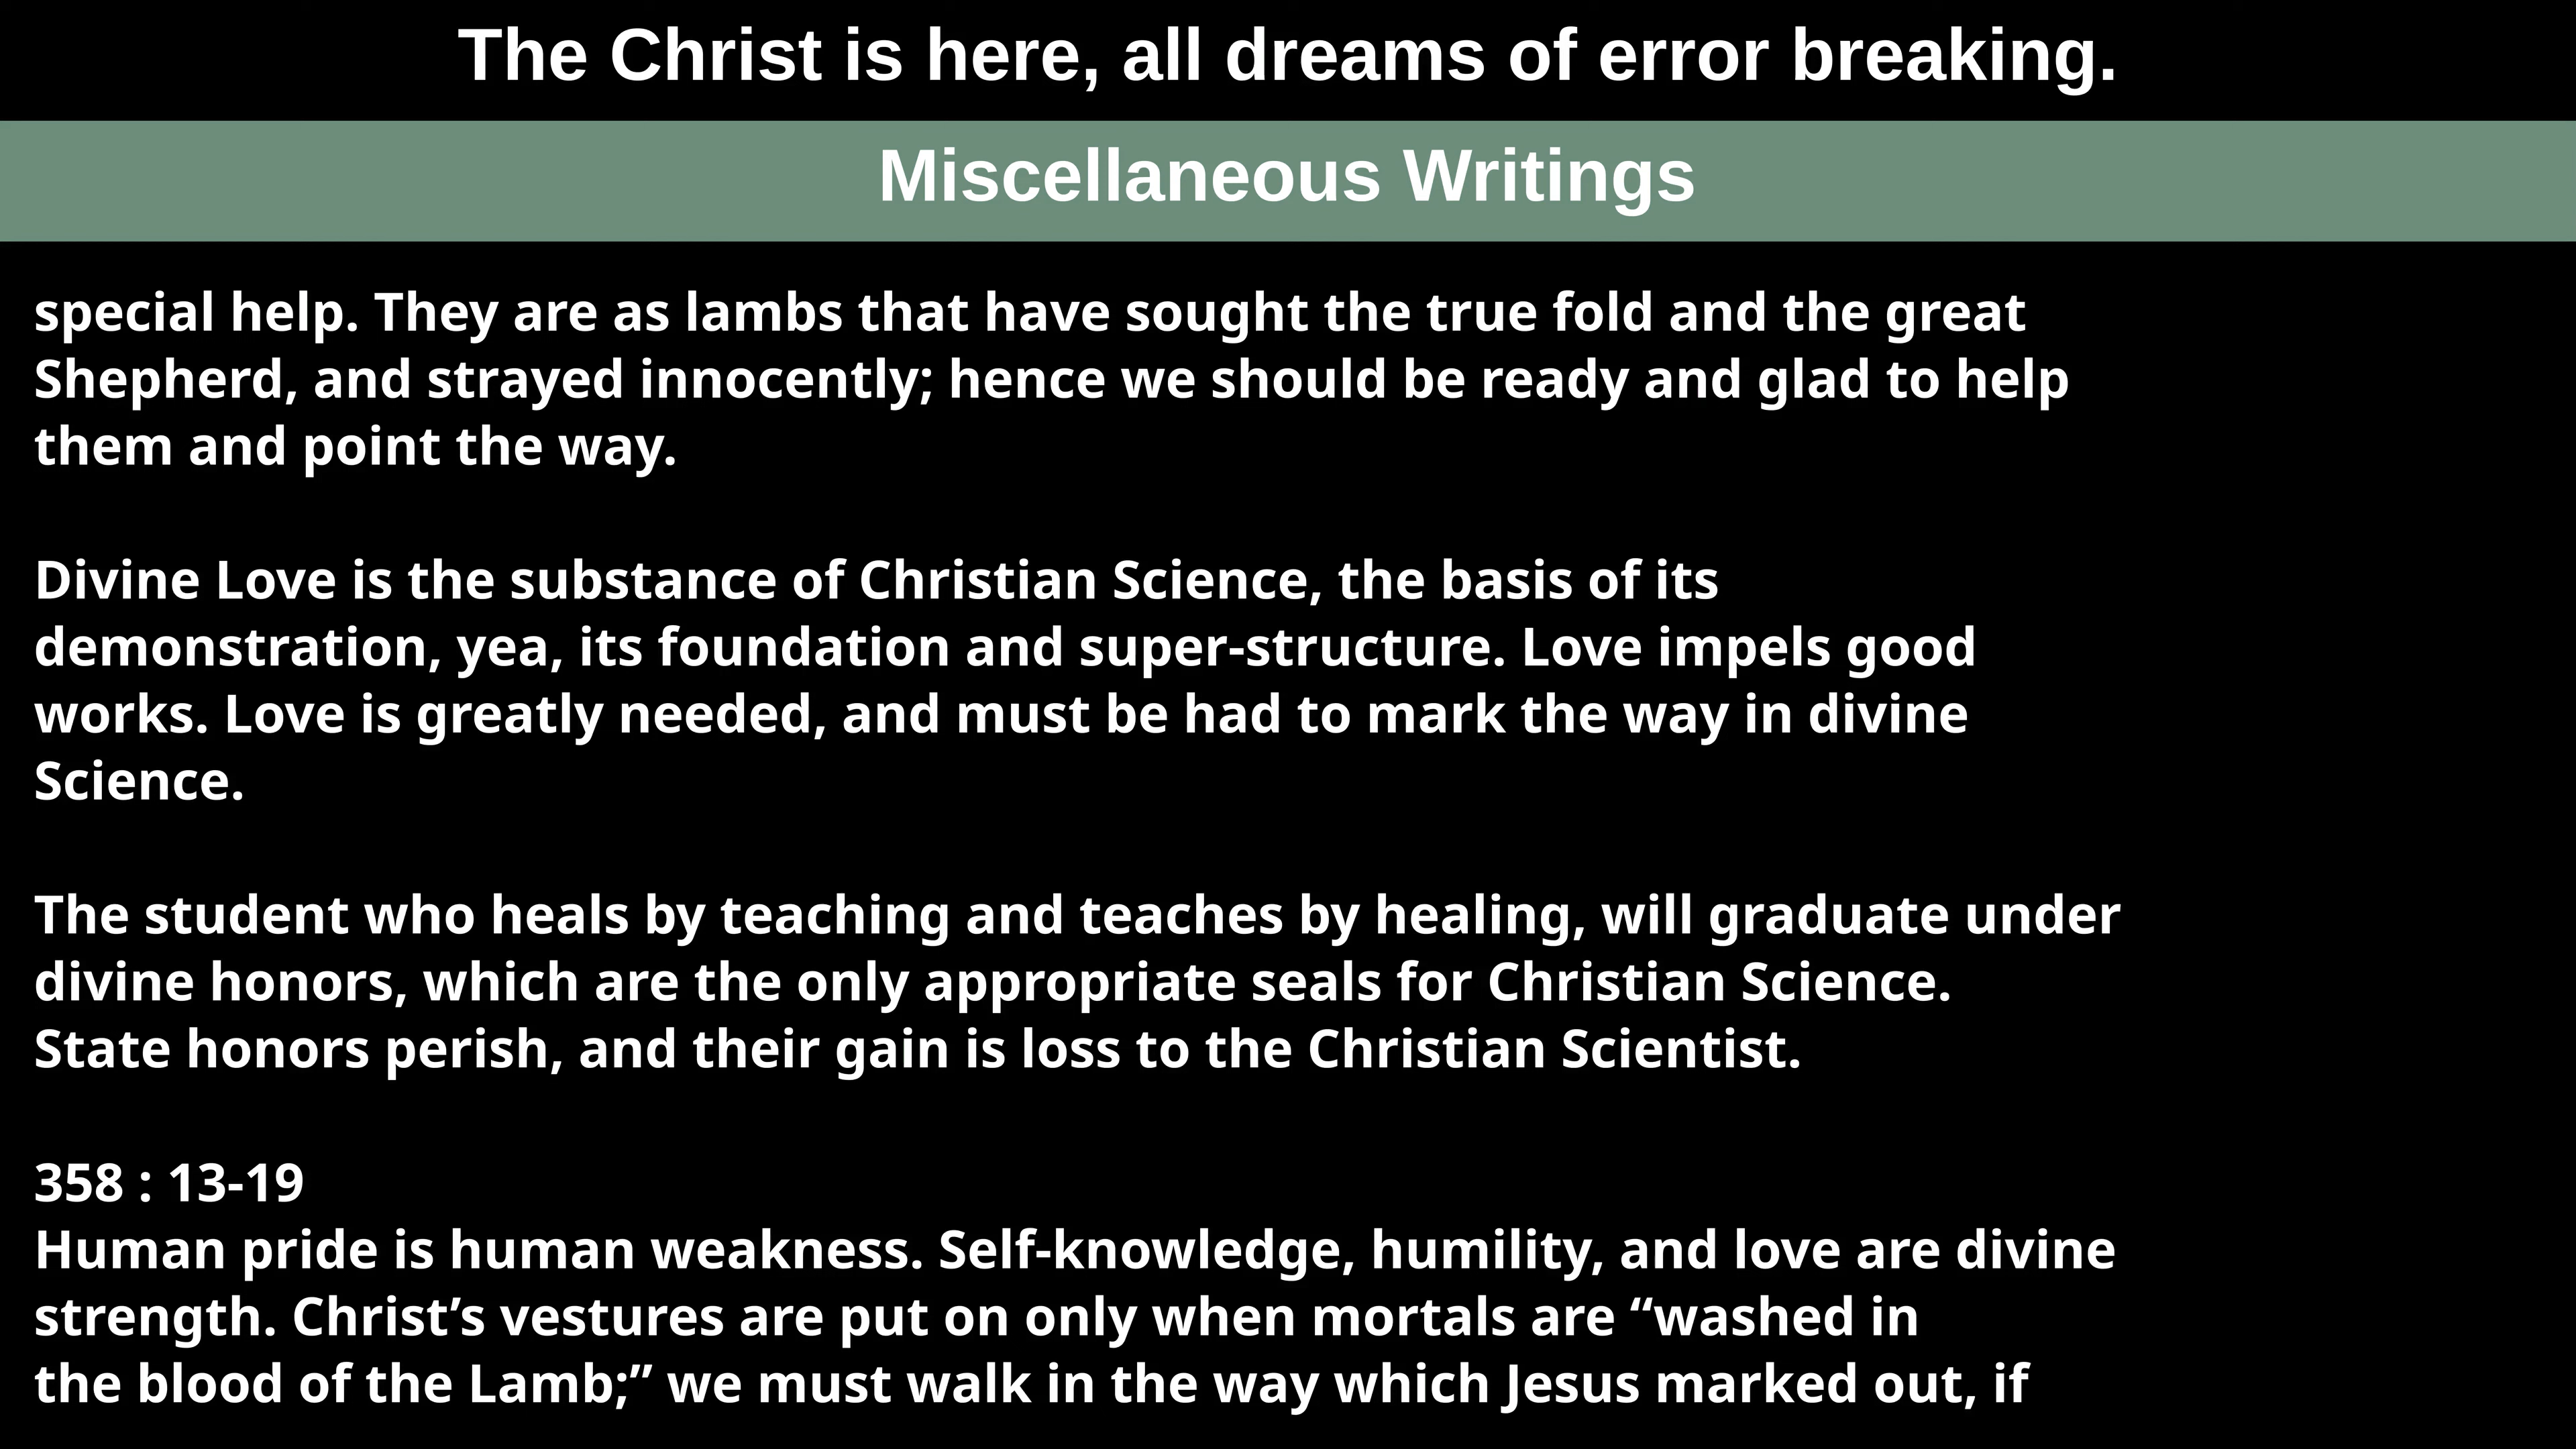 The Christ is here, all dreams of error breaking.
Miscellaneous Writings
special help. They are as lambs that have sought the true fold and the great
Shepherd, and strayed innocently; hence we should be ready and glad to help
them and point the way.
Divine Love is the substance of Christian Science, the basis of its
demonstration, yea, its foundation and super-structure. Love impels good
works. Love is greatly needed, and must be had to mark the way in divine
Science.
The student who heals by teaching and teaches by healing, will graduate under
divine honors, which are the only appropriate seals for Christian Science.
State honors perish, and their gain is loss to the Christian Scientist.
358 : 13-19
Human pride is human weakness. Self-knowledge, humility, and love are divine
strength. Christ’s vestures are put on only when mortals are “washed in
the blood of the Lamb;” we must walk in the way which Jesus marked out, if